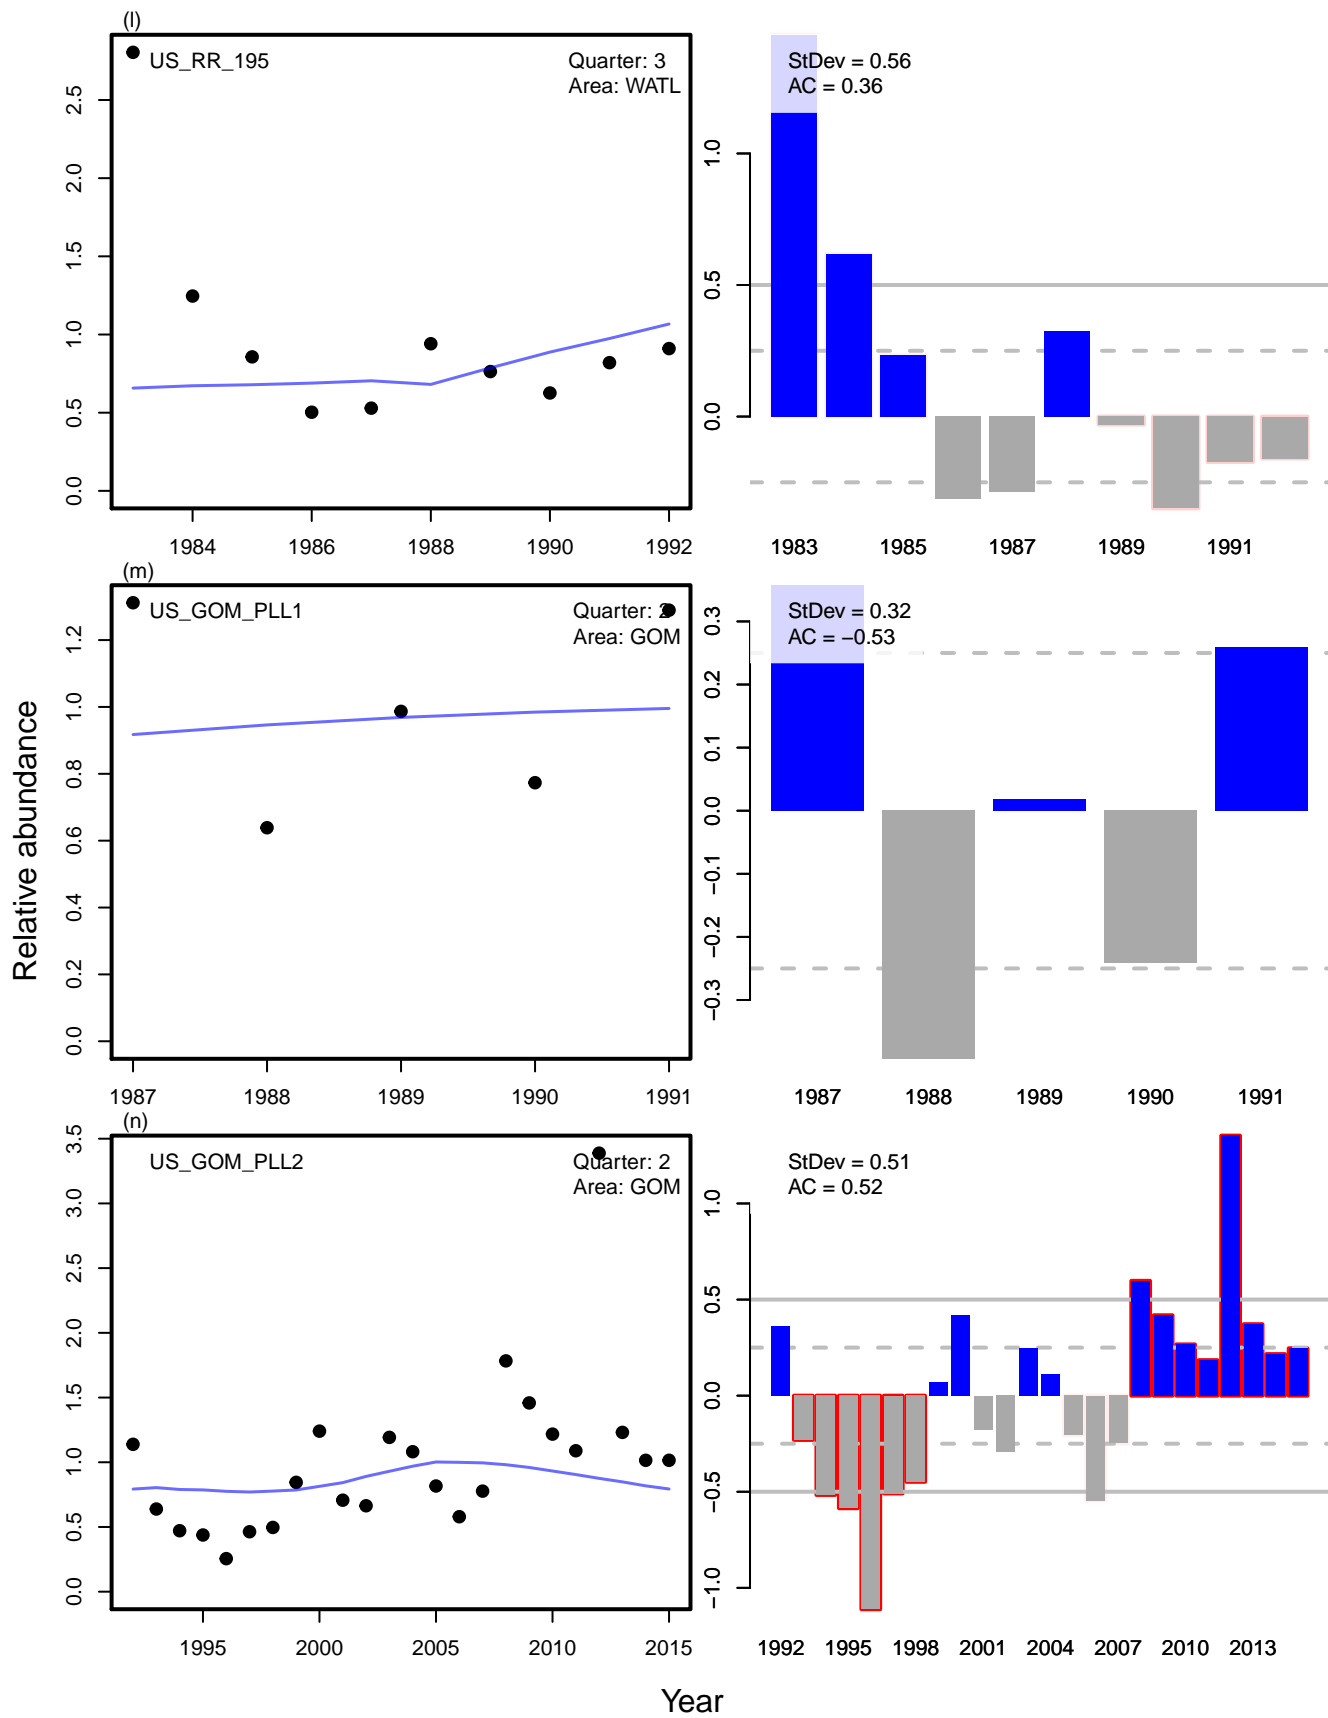 (l)
US_RR_195
Quarter: 3
Area: WATL
2.5
2.0
1.5
1.0
0.5
0.0
1984 1986 1988 1990 1992
StDev = 0.56
AC = 0.36
1.0
0.5
0.0
1983 1985 1987 1989 1991
(m)
US_GOM_PLL1
Quarter: 2
Area: GOM
1.2
1.0
0.8
0.6
0.4
0.2
0.0
1987 1988 1989 1990 1991
StDev = 0.32
AC = −0.53
0.3
0.2
0.1
0.0
−0.1
−0.2
−0.3
1987 1988 1989 1990 1991
Relative abundance
(n)
US_GOM_PLL2
Quarter: 2
Area: GOM
3.5
3.0
2.5
2.0
1.5
1.0
0.5
0.0
1995 2000 2005 2010 2015
StDev = 0.51
AC = 0.52
1.0
0.5
0.0
−0.5
−1.0
1992 1995 1998 2001 2004 2007 2010 2013
Year